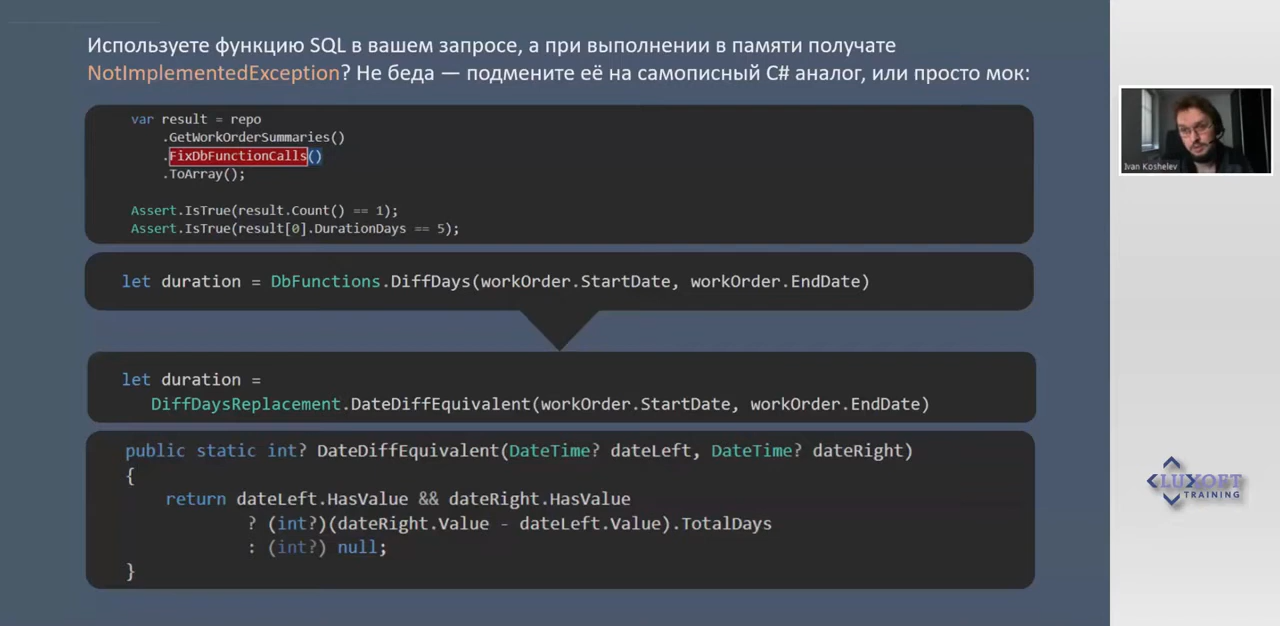 Используете функцию SQL в вашем запросе, а при выполнении в памяти получате
NotImplementedException? Не беда — подмените её на самописный C# аналог, или просто мок:
var result = repo
.GetWorkOrderSummaries()
.FixDbFunctionCalls()
.ToArray();
Assert.IsTrue(result.Count() == 1);
Assert.IsTrue(result[0].DurationDays == 5);
let duration = DbFunctions.DiffDays(workOrder.StartDate, workOrder.EndDate)
let duration =
DiffDaysReplacement.DateDiffEquivalent(workOrder.StartDate, workOrder.EndDate)
public static int? DateDiffEquivalent(DateTime? dateLeft, DateTime? dateRight)
{
return dateLeft.HasValue && dateRight.HasValue
? (int?)(dateRight.Value - dateLeft.Value).TotalDays
: (int?) null;
}
Ivan Koshelev
LUXOFT
TRAINING